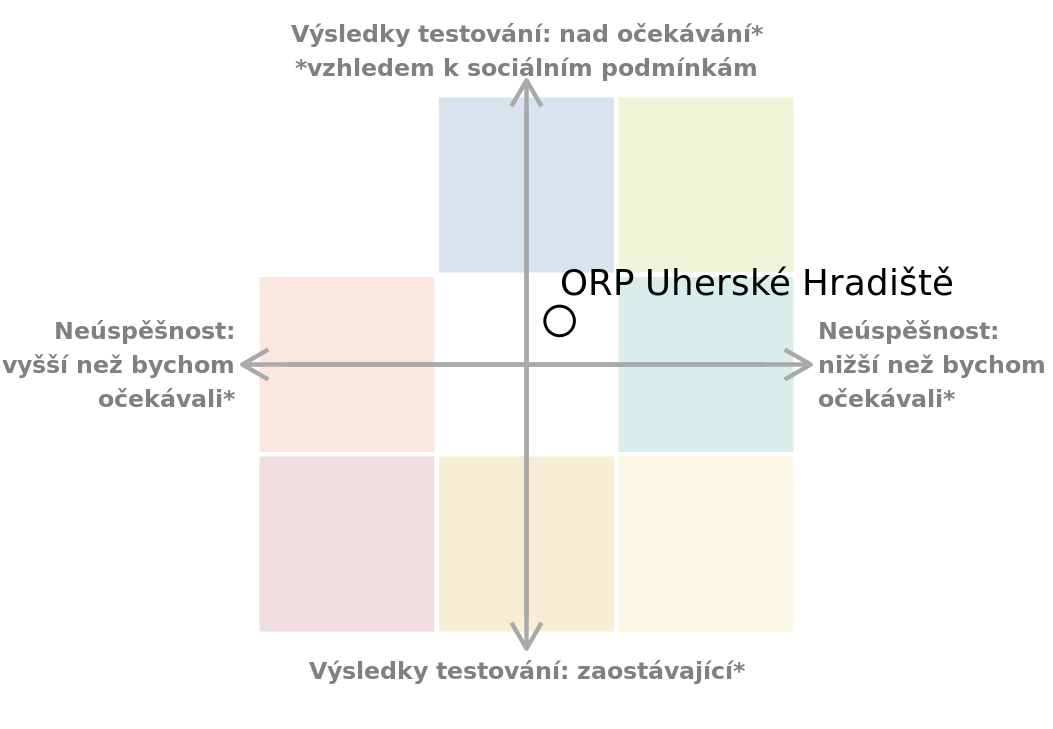 Výsledky testování: nad očekávání*
*vzhledem k sociálním podmínkám
ORP Uherské Hradiště
Neúspěšnost:
vyšší než bychom
očekávali*
Neúspěšnost:
nižší než bychom
očekávali*
Výsledky testování: zaostávající*